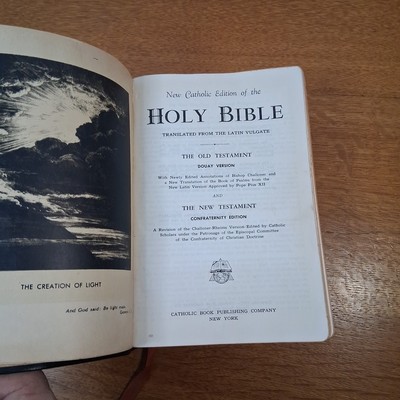 THE CREATION OF LIGHT
And God said: Be light made,
New Catholic Edition of the
HOLY BIBLE
TRANSLATED FROM THE LATIN VULGATE
THE OLD TESTAMENT
DOUAY VERSION
With Newly Edited Annotations of Bishop Challoner and
a New Translation of the Book of Psalms from the
New Latin Version Approved by Pope Pius XII
AND
THE NEW TESTAMENT
CONFRATERNITY EDITION
A Revision of the Challoner-Rheims Version Edited by Catholic
Scholars under the Patronage of the Episcopal Committee
of the Confraternity of Christian Doctrine
CATHOLIC BOOK PUBLISHING COMPANY
NEW YORK